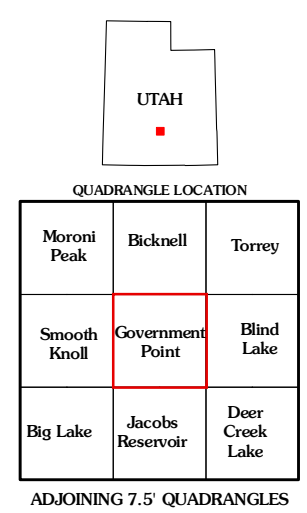 UTAH
QUADRANGLE LOCATION
Moroni
Peak
Bicknell
Torrey
Smooth
Knoll
Government
Point
Blind
Lake
Big Lake
Jacobs
Reservoir
Deer
Creek
Lake
ADJOINING 7.5' QUADRANGLES